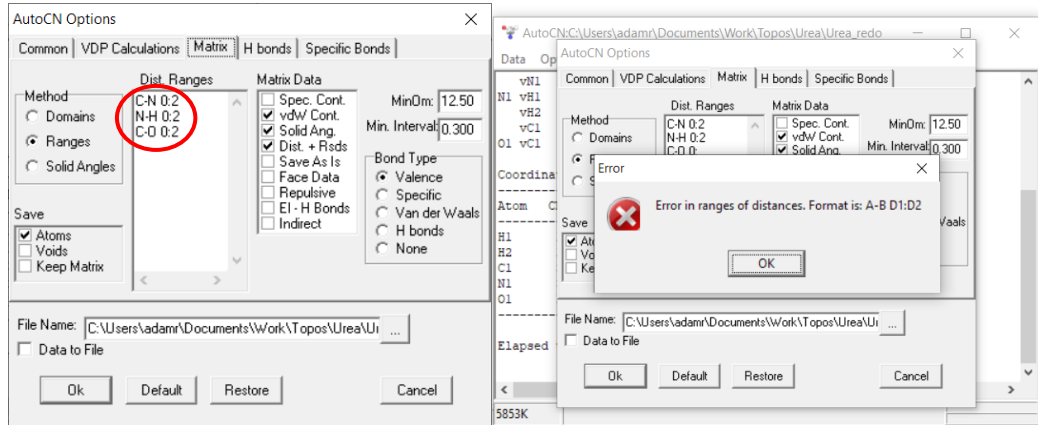 AutoCN Options
Common VDP Calculations Matrix H bonds Specific Bonds
Method
Domains
Ranges
Solid Angles
Dist. Ranges
C-N 0:2
N-H 0:2
C-O 0:2
Matrix Data
Spec. Cont.
vdW Cont.
Solid Ang.
Dist. + Rsds
Save As Is
Face Data
Repulsive
El - H Bonds
Indirect
MinOm: 12.50
Min. Interval: 0.300
Bond Type
Valence
Specific
Van der Waals
H bonds
None
Save
Atoms
Voids
Keep Matrix
File Name: C:\Users\adamr\Documents\Work\Topos\Urea\Ur ...
Data to File
Ok Default Restore Cancel
AutoCN:C:\Users\adamr\Documents\Work\Topos\Urea\Urea_redo
Data Op
vN1
N1 vH1
vH2
vC1
O1 vC1
Coordina
Atom C
H1
H2
C1
N1
O1
Elapsed
5853K
AutoCN Options
Common VDP Calculations Matrix H bonds Specific Bonds
Method
Domains
Dist. Ranges
C-N 0:2
N-H 0:2
C-O 0:
Matrix Data
Spec. Cont.
vdW Cont.
Solid Ang.
MinOm: 12.50
Min. Interval: 0.300
Error
Error in ranges of distances. Format is: A-B D1:D2
OK
Vaals
Save
Ke
File Name: C:\Users\adamr\Documents\Work\Topos\Urea\Ur ...
Data to File
Ok Default Restore Cancel